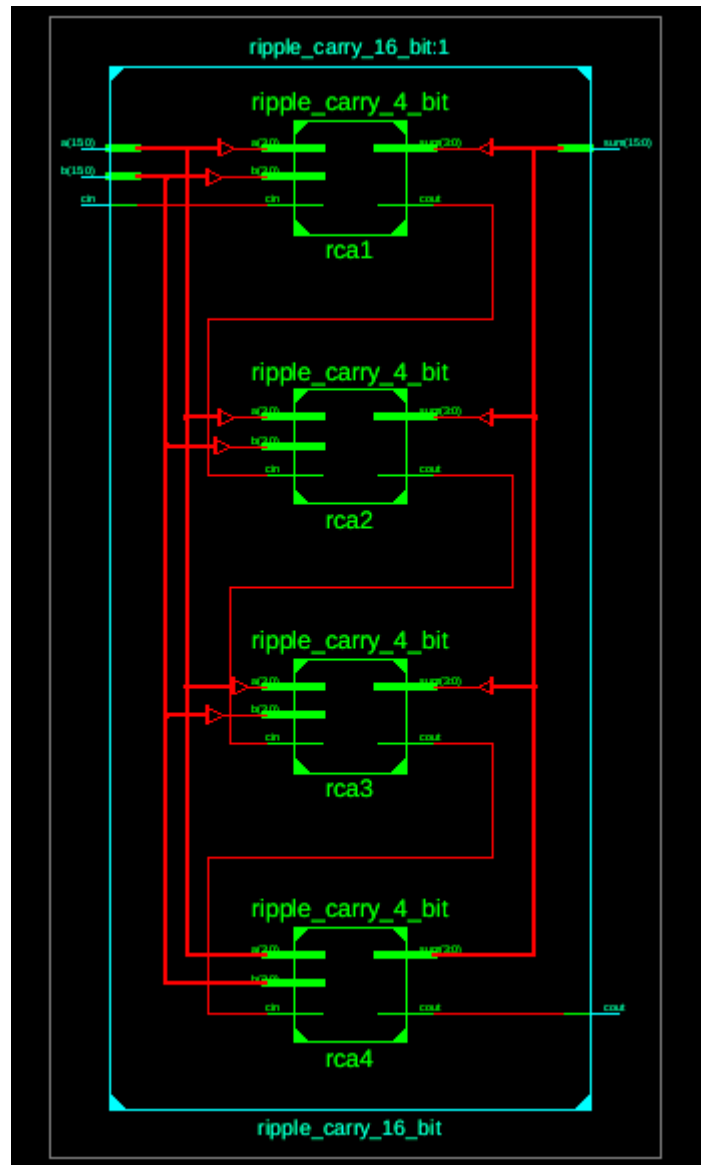 ripple_carry_16_bit:1
ripple_carry_4_bit
a(15:0) a(3:0) sum(3:0) sum(15:0)
b(15:0) b(3:0)
cin cin cout
rca1
ripple_carry_4_bit
a(3:0) sum(3:0)
b(3:0)
cin cout
rca2
ripple_carry_4_bit
a(3:0) sum(3:0)
b(3:0)
cin cout
rca3
ripple_carry_4_bit
a(3:0) sum(3:0)
b(3:0)
cin cout cout
rca4
ripple_carry_16_bit